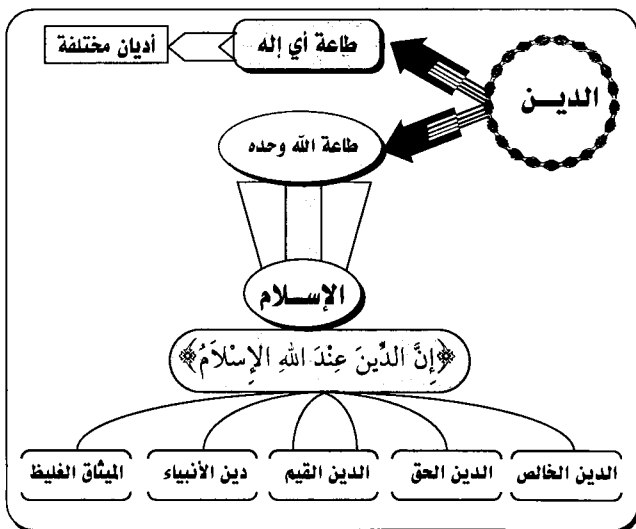 الديــن
طاعة أي إله
أديان مختلفة
طاعة الله وحده
الإســلام
﴿إِنَّ الدِّينَ عِنْدَ اللهِ الإِسْلَامُ﴾
الدين الخالص
الدين الحق
الدين القيم
دين الأنبياء
الميثاق الغليظ